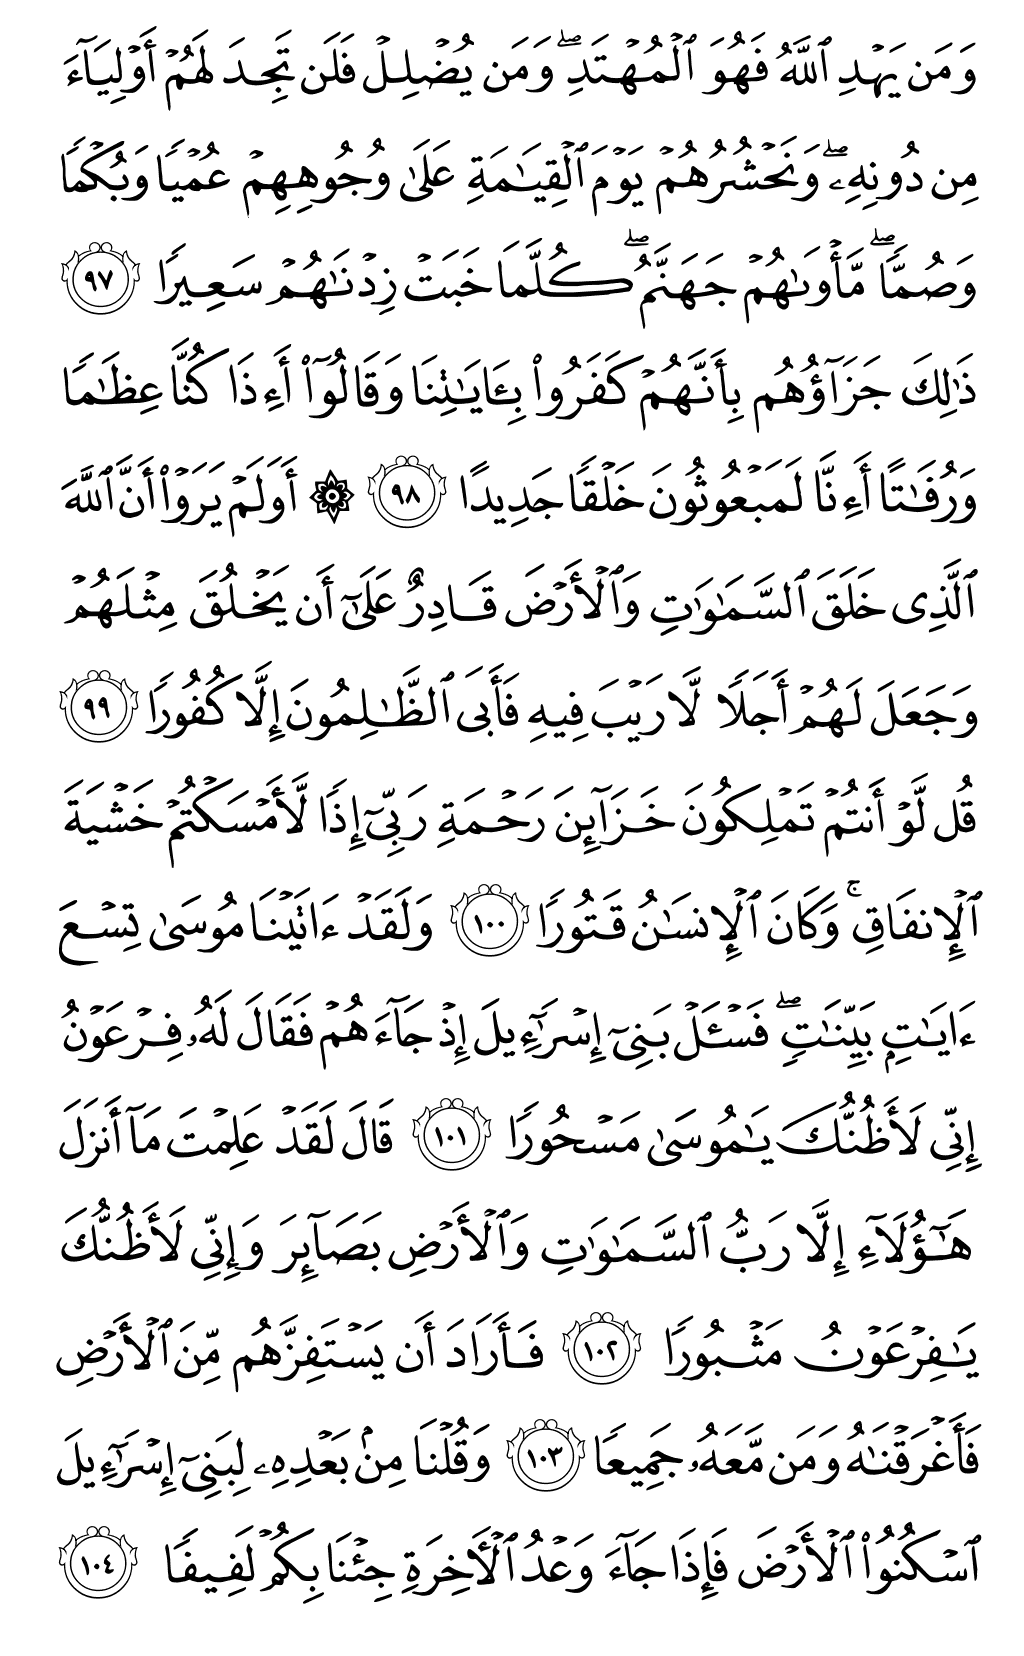 وَمَن يَهْدِ ٱللَّهُ فَهُوَ ٱلْمُهْتَدِ ۖ وَمَن يُضْلِلْ فَلَن تَجِدَ لَهُمْ أَوْلِيَآءَ
مِن دُونِهِۦ ۖ وَنَحْشُرُهُمْ يَوْمَ ٱلْقِيَـٰمَةِ عَلَىٰ وُجُوهِهِمْ عُمْيًا وَبُكْمًا
وَصُمًّا ۖ مَّأْوَىٰهُمْ جَهَنَّمُ ۖ كُلَّمَا خَبَتْ زِدْنَـٰهُمْ سَعِيرًا ٩٧
ذَٰلِكَ جَزَآؤُهُم بِأَنَّهُمْ كَفَرُوا۟ بِـَٔايَـٰتِنَا وَقَالُوٓا۟ أَءِذَا كُنَّا عِظَـٰمًا
وَرُفَـٰتًا أَءِنَّا لَمَبْعُوثُونَ خَلْقًا جَدِيدًا ٩٨ ۞ أَوَلَمْ يَرَوْا۟ أَنَّ ٱللَّهَ
ٱلَّذِى خَلَقَ ٱلسَّمَـٰوَٰتِ وَٱلْأَرْضَ قَادِرٌ عَلَىٰٓ أَن يَخْلُقَ مِثْلَهُمْ
وَجَعَلَ لَهُمْ أَجَلًا لَّا رَيْبَ فِيهِ فَأَبَى ٱلظَّـٰلِمُونَ إِلَّا كُفُورًا ٩٩
قُل لَّوْ أَنتُمْ تَمْلِكُونَ خَزَآئِنَ رَحْمَةِ رَبِّىٓ إِذًا لَّأَمْسَكْتُمْ خَشْيَةَ
ٱلْإِنفَاقِ ۚ وَكَانَ ٱلْإِنسَـٰنُ قَتُورًا ١٠٠ وَلَقَدْ ءَاتَيْنَا مُوسَىٰ تِسْعَ
ءَايَـٰتٍۭ بَيِّنَـٰتٍ ۖ فَسْـَٔلْ بَنِىٓ إِسْرَٰٓءِيلَ إِذْ جَآءَهُمْ فَقَالَ لَهُۥ فِرْعَوْنُ
إِنِّى لَأَظُنُّكَ يَـٰمُوسَىٰ مَسْحُورًا ١٠١ قَالَ لَقَدْ عَلِمْتَ مَآ أَنزَلَ
هَـٰٓؤُلَآءِ إِلَّا رَبُّ ٱلسَّمَـٰوَٰتِ وَٱلْأَرْضِ بَصَآئِرَ وَإِنِّى لَأَظُنُّكَ
يَـٰفِرْعَوْنُ مَثْبُورًا ١٠٢ فَأَرَادَ أَن يَسْتَفِزَّهُم مِّنَ ٱلْأَرْضِ
فَأَغْرَقْنَـٰهُ وَمَن مَّعَهُۥ جَمِيعًا ١٠٣ وَقُلْنَا مِنۢ بَعْدِهِۦ لِبَنِىٓ إِسْرَٰٓءِيلَ
ٱسْكُنُوا۟ ٱلْأَرْضَ فَإِذَا جَآءَ وَعْدُ ٱلْـَٔاخِرَةِ جِئْنَا بِكُمْ لَفِيفًا ١٠٤